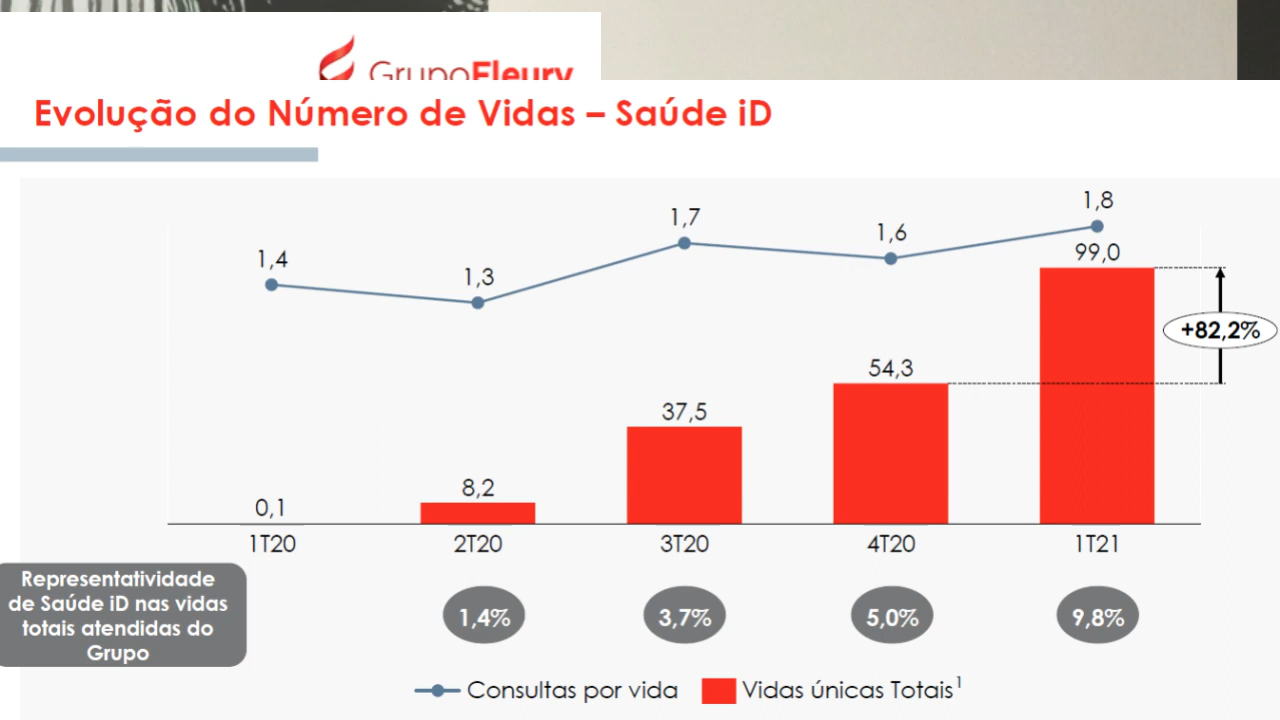 GrupoFleury
Evolução do Número de Vidas – Saúde iD
1,4
1,3
1,7
1,6
1,8
0,1
8,2
37,5
54,3
99,0
+82,2%
1T20
2T20
3T20
4T20
1T21
Representatividade
de Saúde iD nas vidas
totais atendidas do
Grupo
1,4%
3,7%
5,0%
9,8%
Consultas por vida
Vidas únicas Totais¹